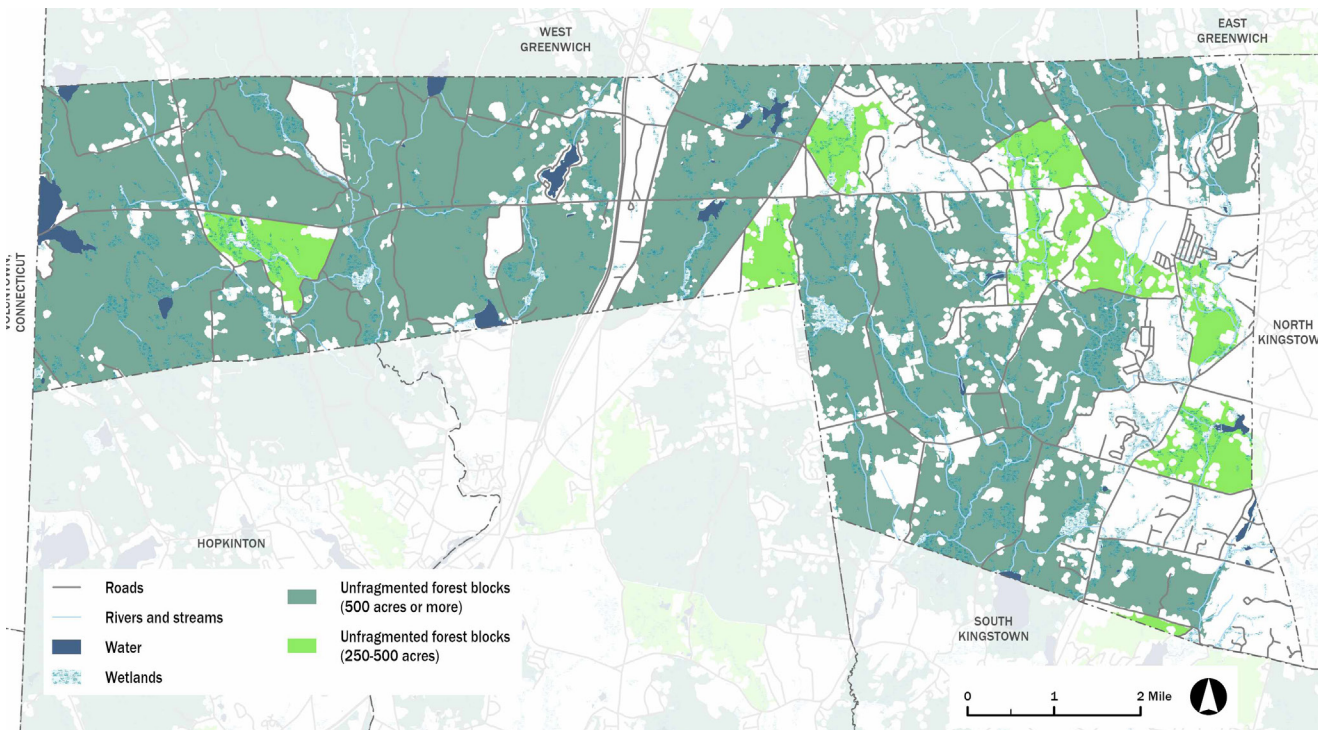 WEST
GREENWICH
EAST
GREENWICH
VOLUNTOWN,
CONNECTICUT
NORTH
KINGSTOW
HOPKINTON
SOUTH
KINGSTOWN
Roads
Rivers and streams
Water
Wetlands
Unfragmented forest blocks
(500 acres or more)
Unfragmented forest blocks
(250-500 acres)
0 1 2 Mile